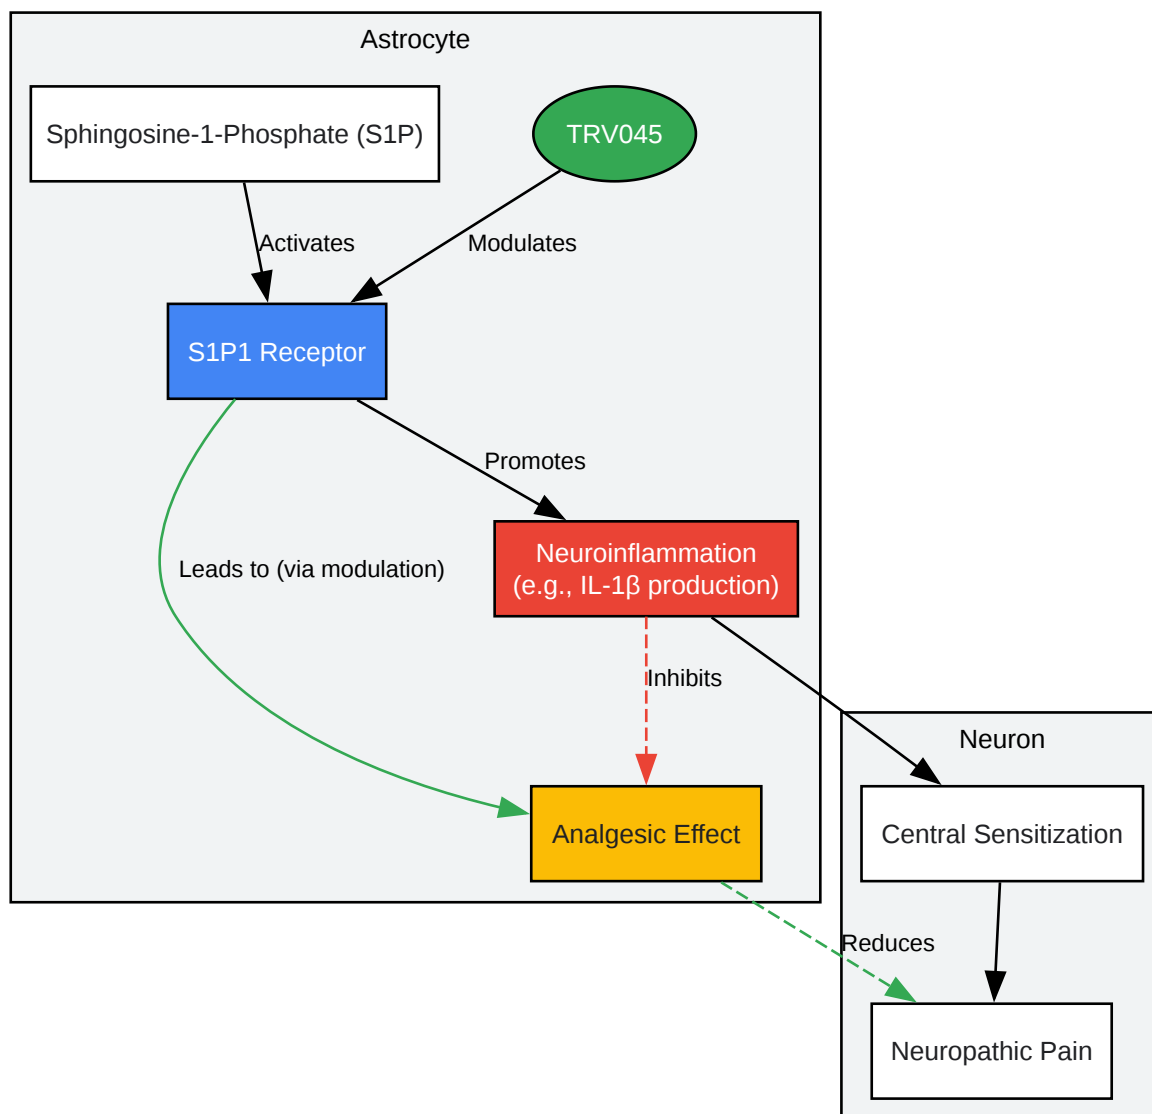 Astrocyte
Sphingosine-1-Phosphate (S1P)
TRV045
Activates
Modulates
S1P1 Receptor
Promotes
Neuroinflammation
(e.g., IL-1β production)
Leads to (via modulation)
Inhibits
Neuron
Analgesic Effect
Central Sensitization
Reduces
Neuropathic Pain